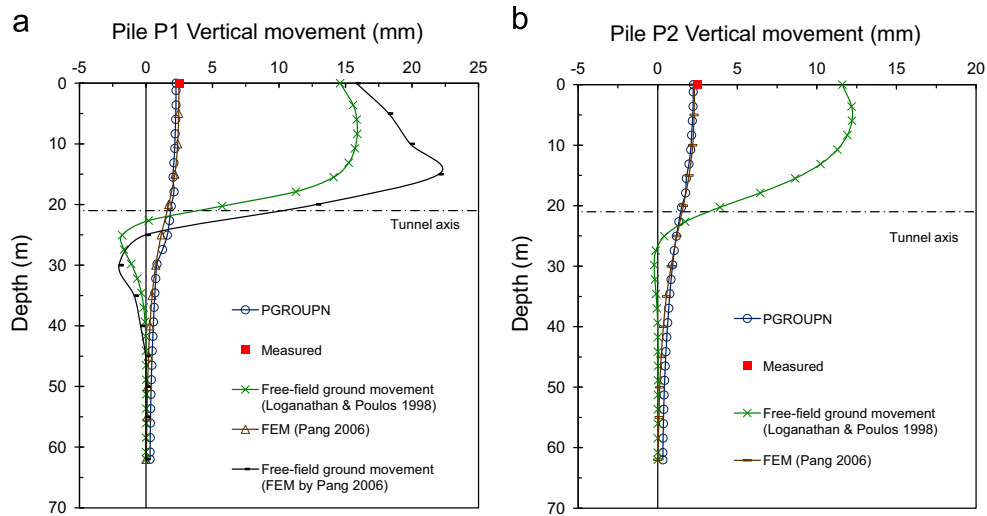 a
Pile P1 Vertical movement (mm)
-5 0 5 10 15 20 25
0
10
20
30
40
50
60
70
Depth (m)
Tunnel axis
PGROUPN
Measured
Free-field ground movement
(Loganathan & Poulos 1998)
FEM (Pang 2006)
Free-field ground movement
(FEM by Pang 2006)
b
Pile P2 Vertical movement (mm)
-5 0 5 10 15 20
0
10
20
30
40
50
60
70
Depth (m)
Tunnel axis
PGROUPN
Measured
Free-field ground movement
(Loganathan & Poulos 1998)
FEM (Pang 2006)